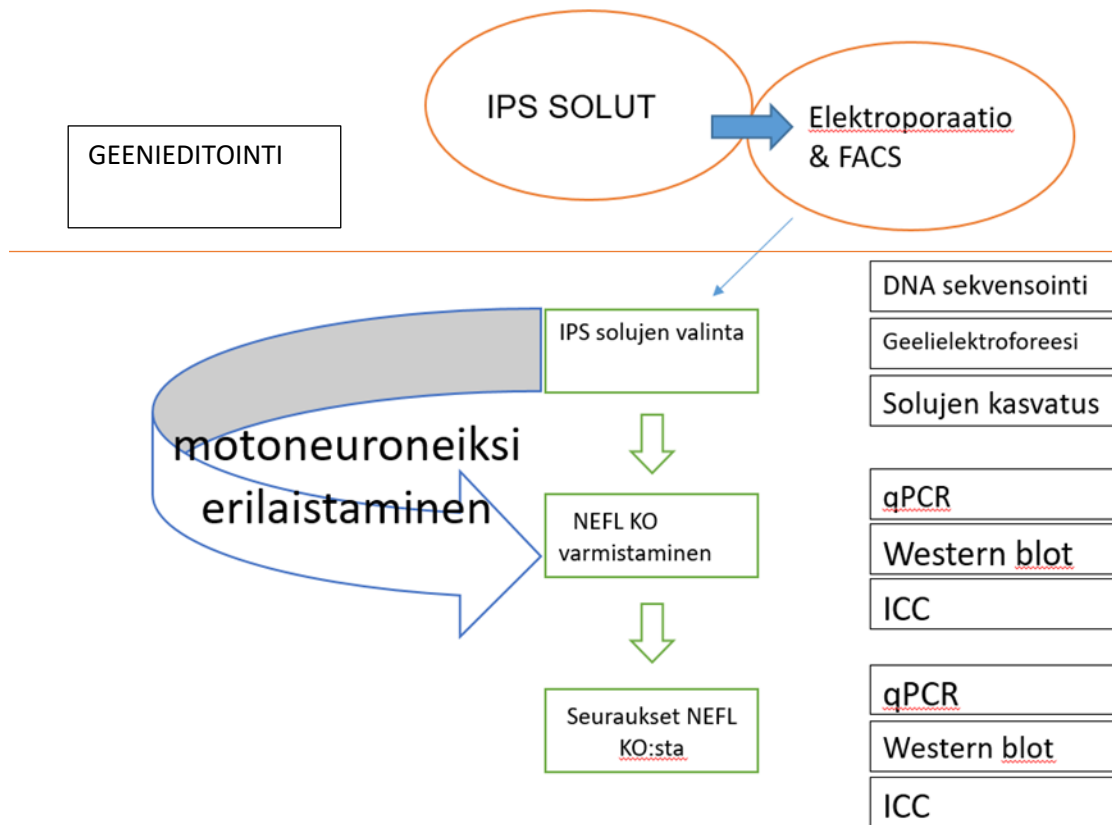 IPS SOLUT
Elektroporaatio
& FACS
GEENIEDITOINTI
DNA sekvensointi
IPS solujen valinta
Geelielektroforeesi
Solujen kasvatus
motoneuroneiksi
erilaistaminen
qPCR
NEFL KO
varmistaminen
Western blot
ICC
qPCR
Seuraukset NEFL
KO:sta
Western blot
ICC